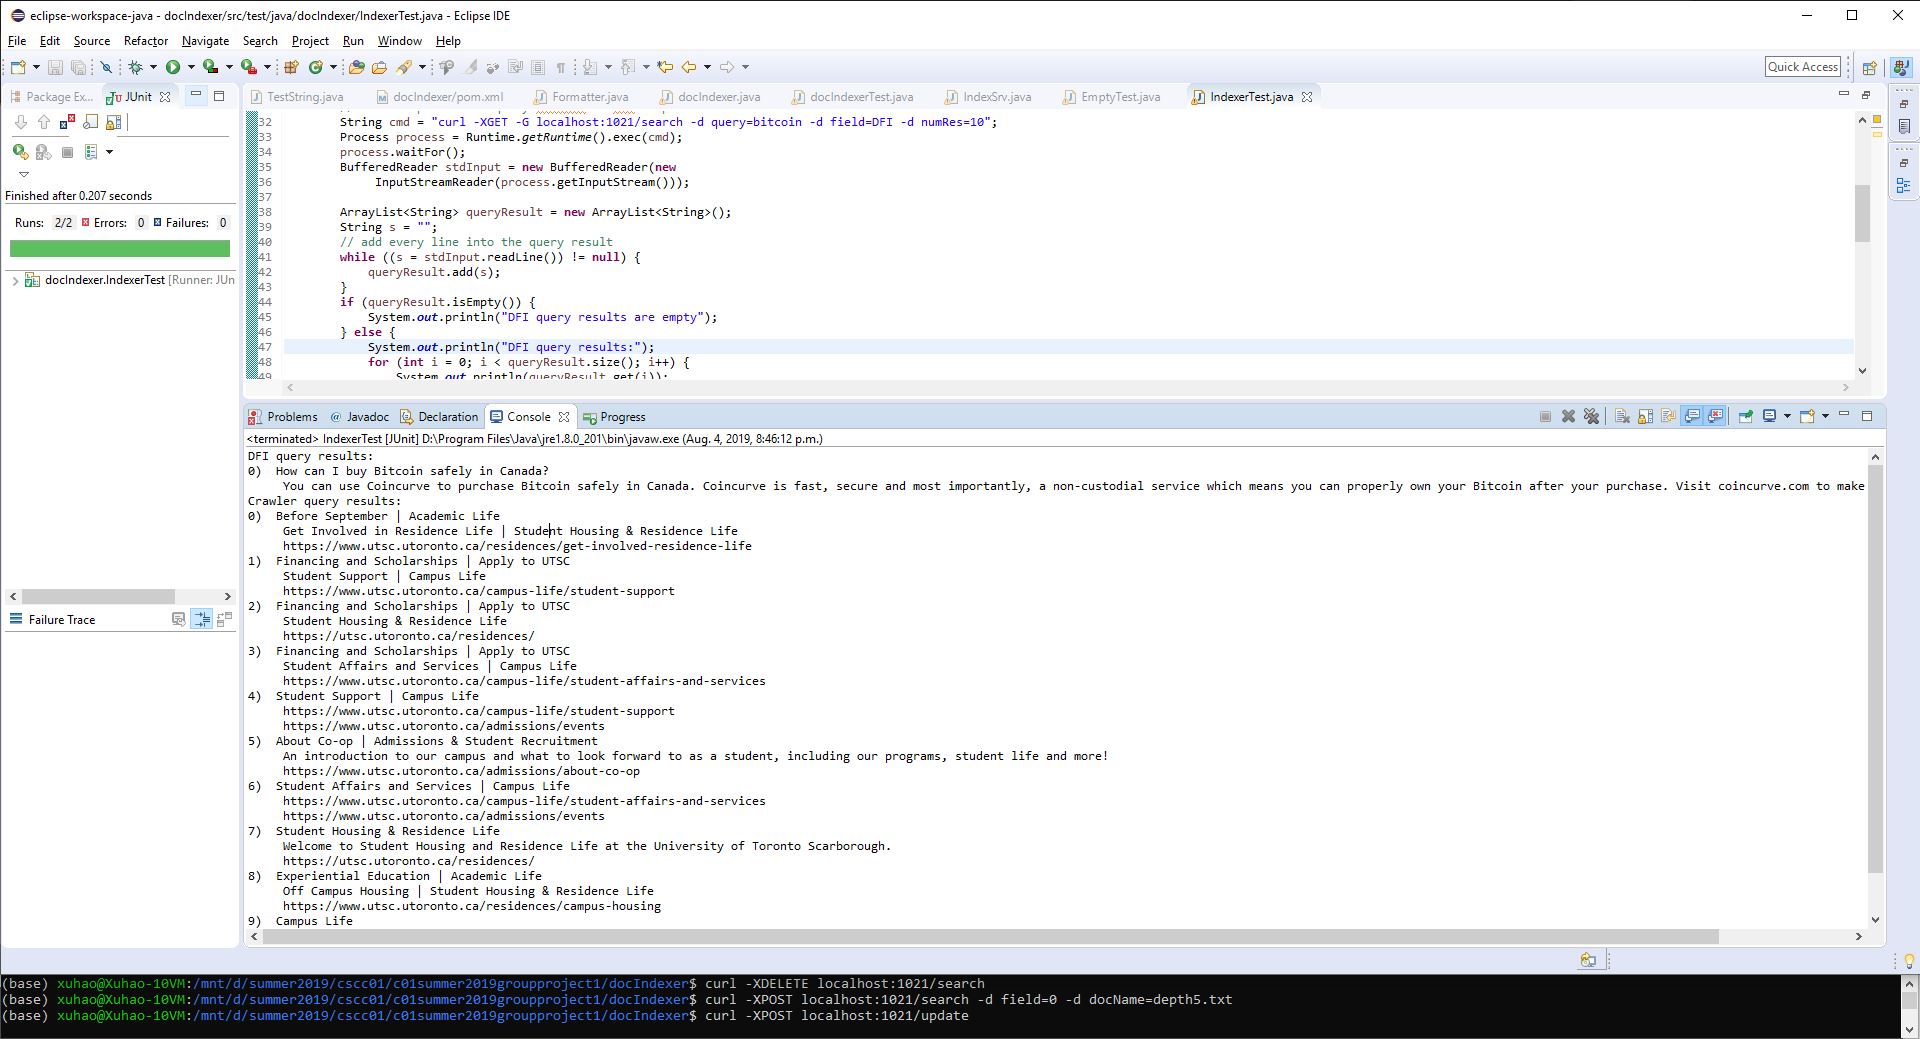 eclipse-workspace-java - docIndexer/src/test/java/docIndexer/IndexerTest.java - Eclipse IDE
File Edit Source Refactor Navigate Search Project Run Window Help
Quick Access
Package Ex... JUnit
TestString.java docIndexer/pom.xml Formatter.java docIndexer.java docIndexerTest.java IndexSrv.java EmptyTest.java IndexerTest.java
Finished after 0.207 seconds
Runs: 2/2 Errors: 0 Failures: 0
docIndexer.IndexerTest [Runner: JUn
Failure Trace
32 String cmd = "curl -XGET -G localhost:1021/search -d query=bitcoin -d field=DFI -d numRes=10";
33 Process process = Runtime.getRuntime().exec(cmd);
34 process.waitFor();
35 BufferedReader stdInput = new BufferedReader(new
36 InputStreamReader(process.getInputStream()));
37
38 ArrayList<String> queryResult = new ArrayList<String>();
39 String s = "";
40 // add every line into the query result
41 while ((s = stdInput.readLine()) != null) {
42 queryResult.add(s);
43 }
44 if (queryResult.isEmpty()) {
45 System.out.println("DFI query results are empty");
46 } else {
47 System.out.println("DFI query results:");
48 for (int i = 0; i < queryResult.size(); i++) {
49 System.out.println(queryResult.get(i));
Problems @ Javadoc Declaration Console Progress
<terminated> IndexerTest [JUnit] D:\Program Files\Java\jre1.8.0_201\bin\javaw.exe (Aug. 4, 2019, 8:46:12 p.m.)
DFI query results:
0) How can I buy Bitcoin safely in Canada?
You can use Coincurve to purchase Bitcoin safely in Canada. Coincurve is fast, secure and most importantly, a non-custodial service which means you can properly own your Bitcoin after your purchase. Visit coincurve.com to make
Crawler query results:
0) Before September | Academic Life
Get Involved in Residence Life | Student Housing & Residence Life
https://www.utsc.utoronto.ca/residences/get-involved-residence-life
1) Financing and Scholarships | Apply to UTSC
Student Support | Campus Life
https://www.utsc.utoronto.ca/campus-life/student-support
2) Financing and Scholarships | Apply to UTSC
Student Housing & Residence Life
https://utsc.utoronto.ca/residences/
3) Financing and Scholarships | Apply to UTSC
Student Affairs and Services | Campus Life
https://www.utsc.utoronto.ca/campus-life/student-affairs-and-services
4) Student Support | Campus Life
https://www.utsc.utoronto.ca/campus-life/student-support
https://www.utsc.utoronto.ca/admissions/events
5) About Co-op | Admissions & Student Recruitment
An introduction to our campus and what to look forward to as a student, including our programs, student life and more!
https://www.utsc.utoronto.ca/admissions/about-co-op
6) Student Affairs and Services | Campus Life
https://www.utsc.utoronto.ca/campus-life/student-affairs-and-services
https://www.utsc.utoronto.ca/admissions/events
7) Student Housing & Residence Life
Welcome to Student Housing and Residence Life at the University of Toronto Scarborough.
https://utsc.utoronto.ca/residences/
8) Experiential Education | Academic Life
Off Campus Housing | Student Housing & Residence Life
https://www.utsc.utoronto.ca/residences/campus-housing
9) Campus Life
(base) xuhao@Xuhao-10VM:/mnt/d/summer2019/cscc01/c01summer2019groupproject1/docIndexer$ curl -XDELETE localhost:1021/search
(base) xuhao@Xuhao-10VM:/mnt/d/summer2019/cscc01/c01summer2019groupproject1/docIndexer$ curl -XPOST localhost:1021/search -d field=0 -d docName=depth5.txt
(base) xuhao@Xuhao-10VM:/mnt/d/summer2019/cscc01/c01summer2019groupproject1/docIndexer$ curl -XPOST localhost:1021/update